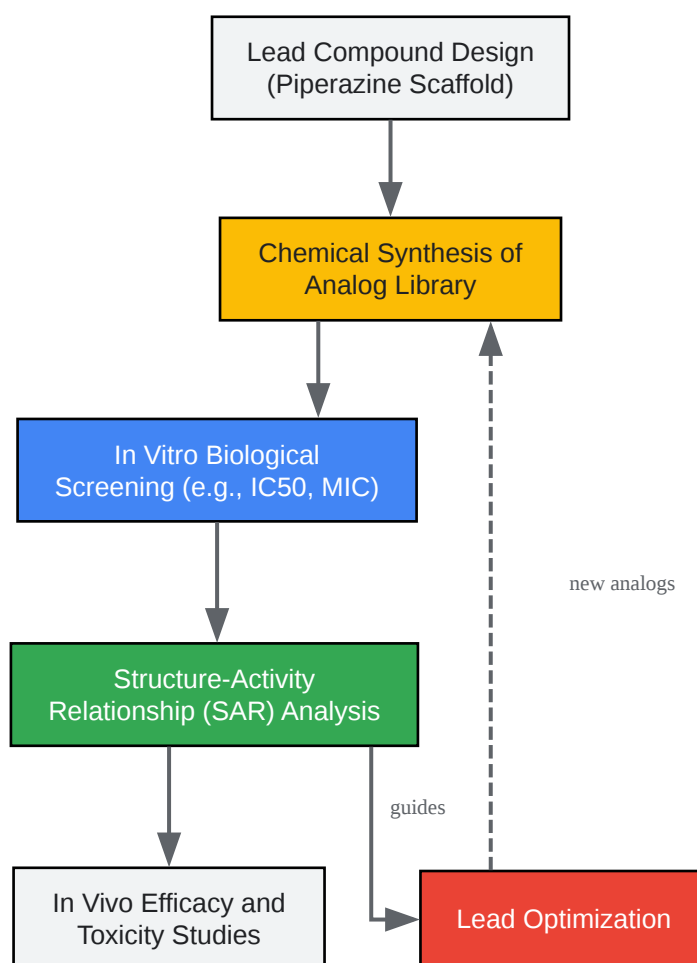 Lead Compound Design
(Piperazine Scaffold)
Chemical Synthesis of
Analog Library
In Vitro Biological
Screening (e.g., IC50, MIC)
new analogs
Structure-Activity
Relationship (SAR) Analysis
guides
In Vivo Efficacy and
Toxicity Studies
Lead Optimization